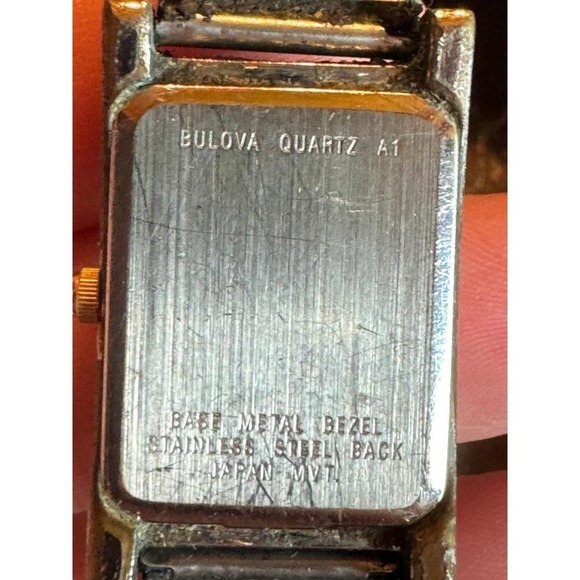 BULOVA QUARTZ A1
BASE METAL BEZEL
STAINLESS STEEL BACK
JAPAN MVT.